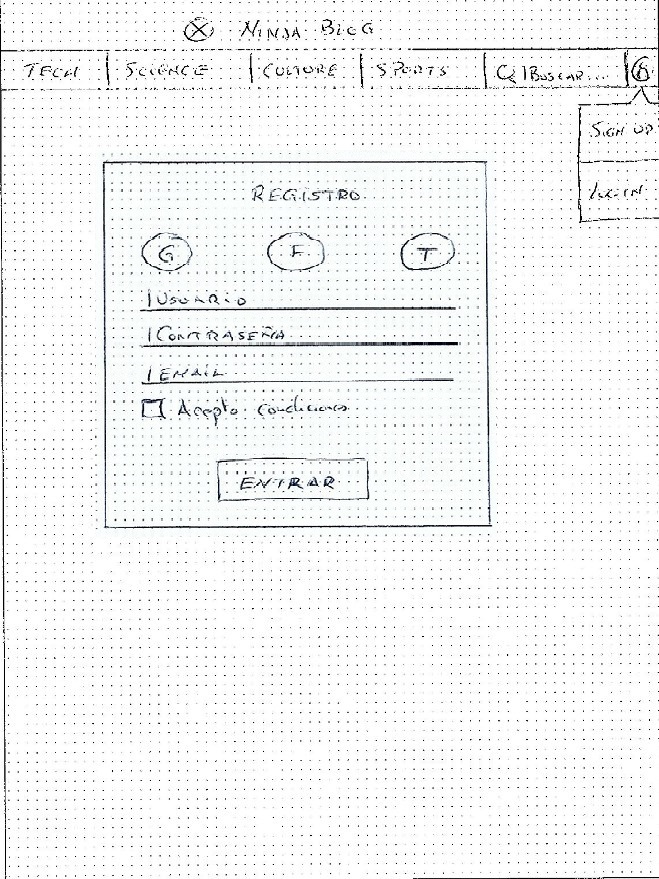 NINJA BLOG
TECH SCIENCE CULTURE SPORTS BUSCAR...
SIGN UP
LOGIN
REGISTRO
G F T
USUARIO
CONTRASEÑA
EMAIL
Acepto condiciones
ENTRAR